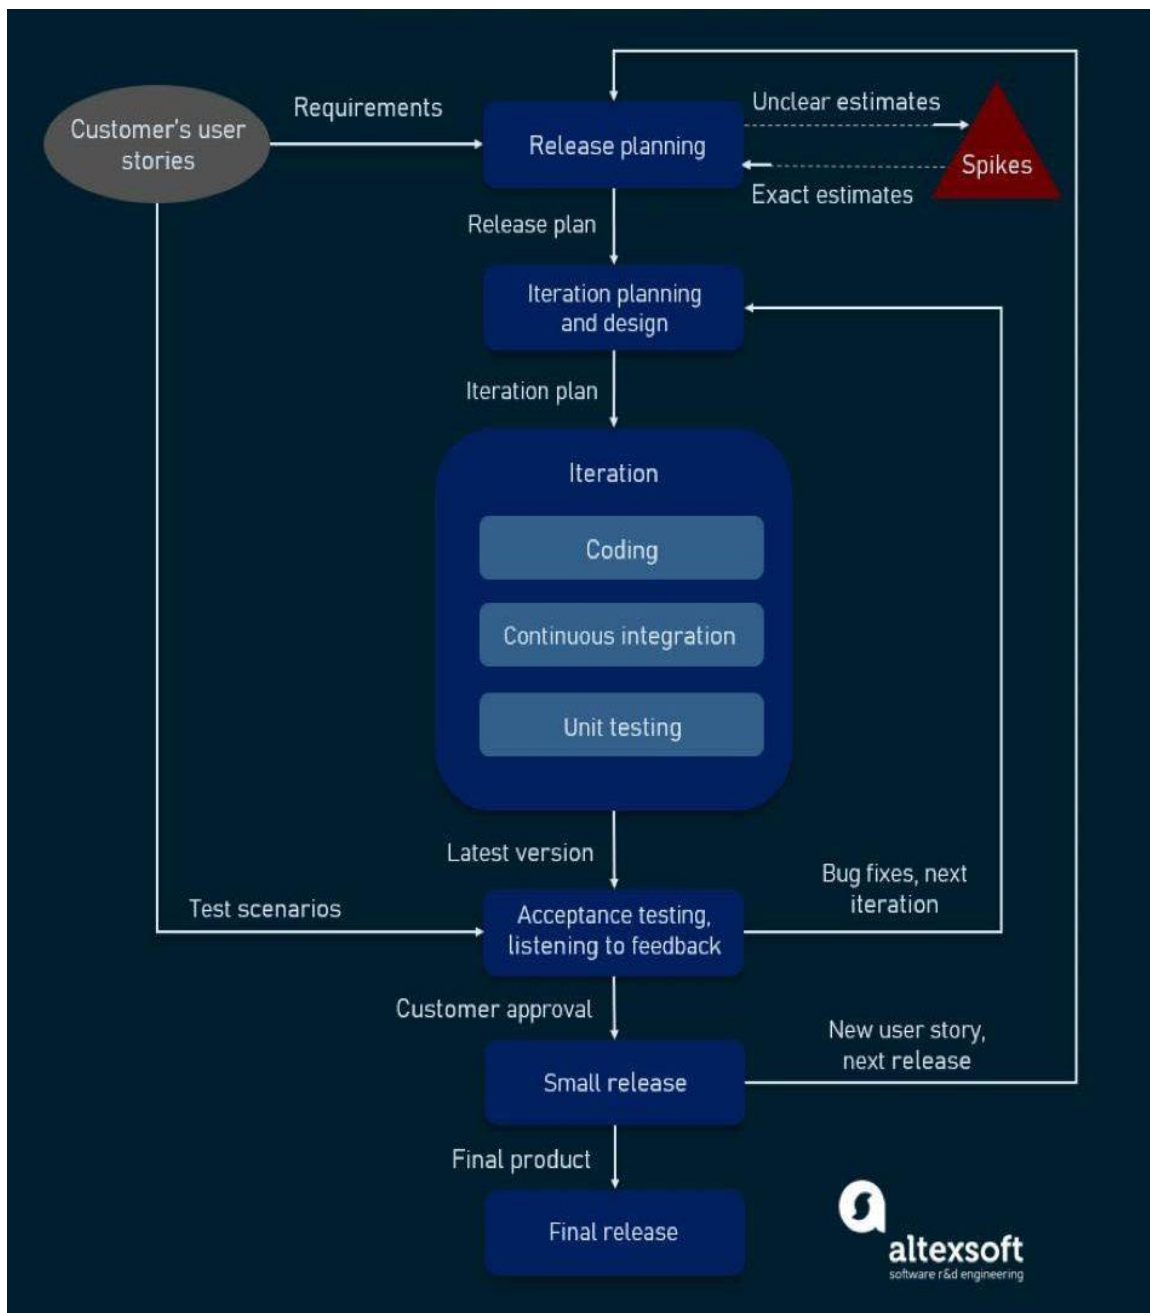 Customer's user
stories
Requirements
Release planning
Unclear estimates
Spikes
Exact estimates
Release plan
Iteration planning
and design
Iteration plan
Iteration
Coding
Continuous integration
Unit testing
Latest version
Bug fixes, next
iteration
Test scenarios
Acceptance testing,
listening to feedback
Customer approval
New user story,
next release
Small release
Final product
Final release
altexsoft
software r&d engineering